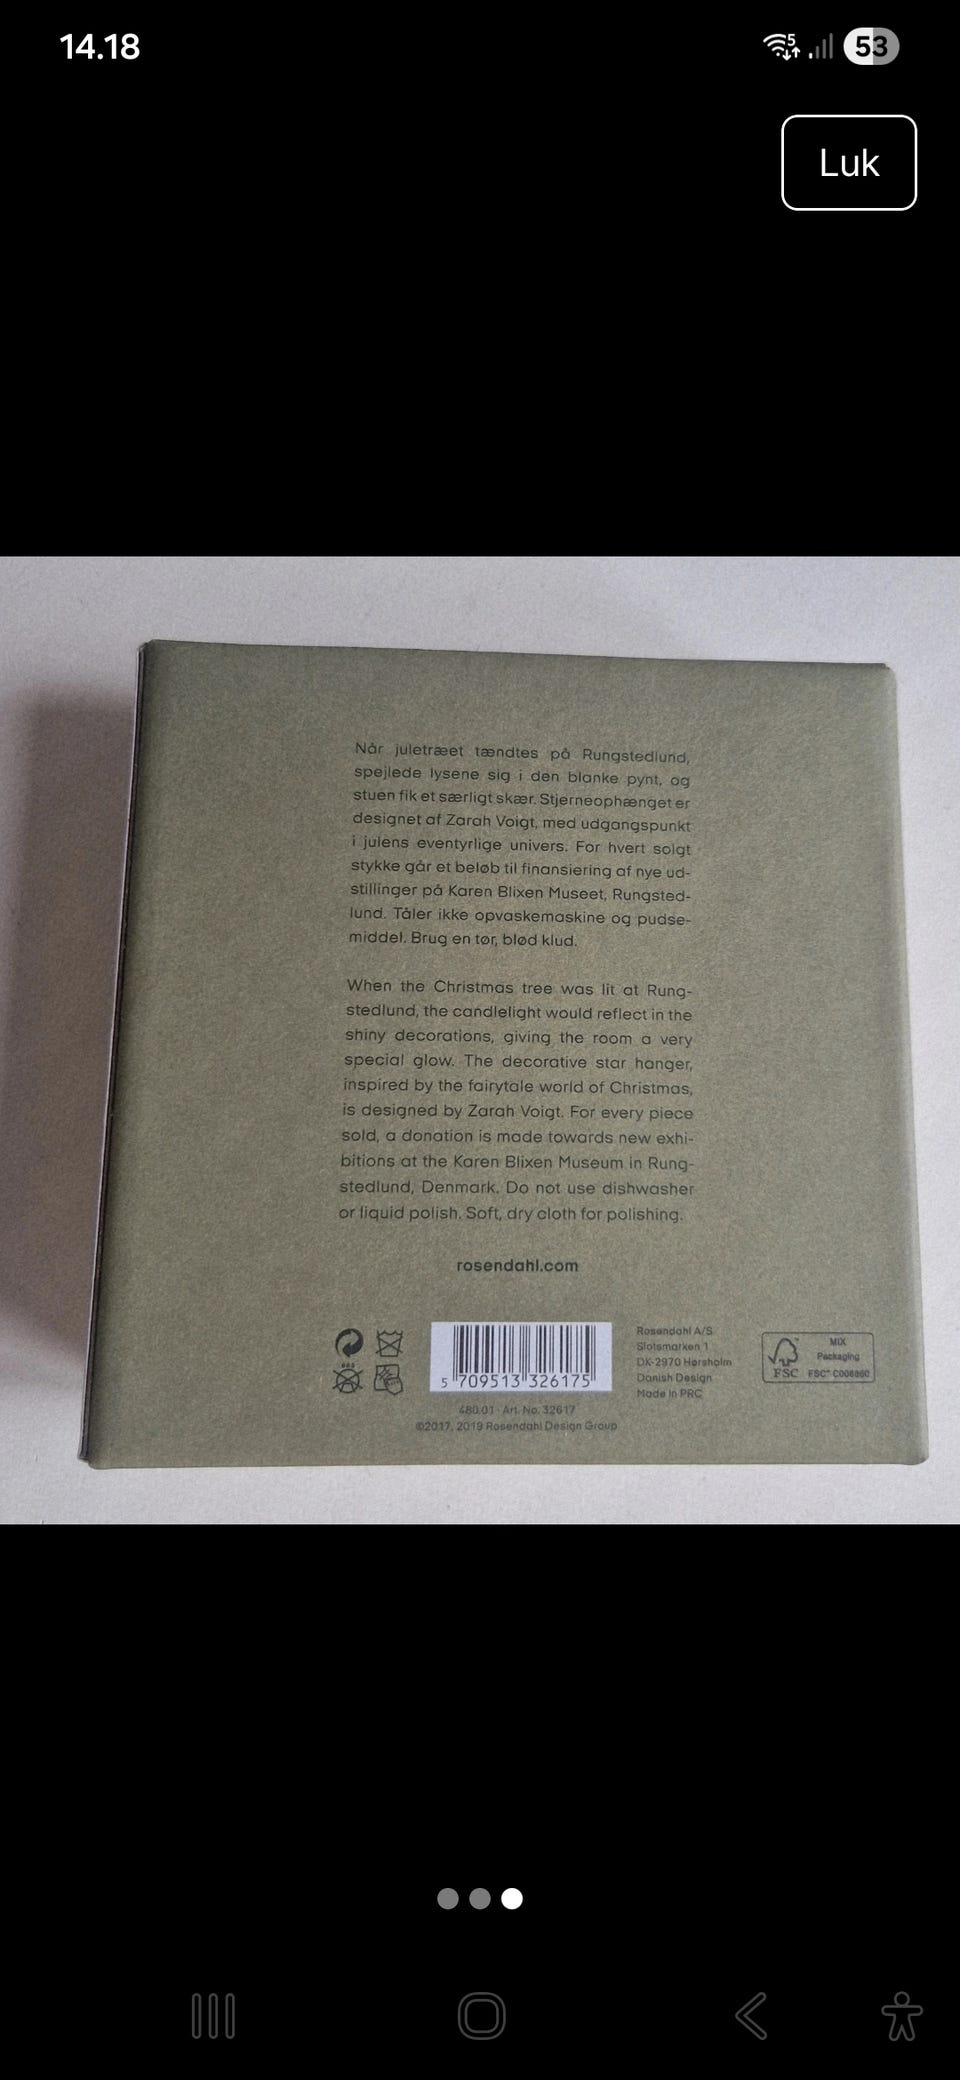 14.18
5
53
Luk
Når juletræet tændtes på Rungstedlund,
spejlede lysene sig i den blanke pynt, og
stuen fik et særligt skær. Stjerneophænget er
designet af Zarah Voigt, med udgangspunkt
i julens eventyrlige univers. For hvert solgt
stykke går et beløb til finansiering af nye ud-
stillinger på Karen Blixen Museet, Rungsted-
lund. Tåler ikke opvaskemaskine og pudse-
middel. Brug en tør, blød klud.
When the Christmas tree was lit at Rung-
stedlund, the candlelight would reflect in the
shiny decorations, giving the room a very
special glow. The decorative star hanger,
inspired by the fairytale world of Christmas,
is designed by Zarah Voigt. For every piece
sold, a donation is made towards new exhi-
bitions at the Karen Blixen Museum in Rung-
stedlund, Denmark. Do not use dishwasher
or liquid polish. Soft, dry cloth for polishing.
rosendahl.com
5 709513 326175
480.01 · Art. No. 32617
©2017, 2019 Rosendahl Design Group
Rosendahl A/S
Slotsmarken 1
DK-2970 Hørsholm
Danish Design
Made in PRC
FSC™
MIX
Packaging
FSC® C006860